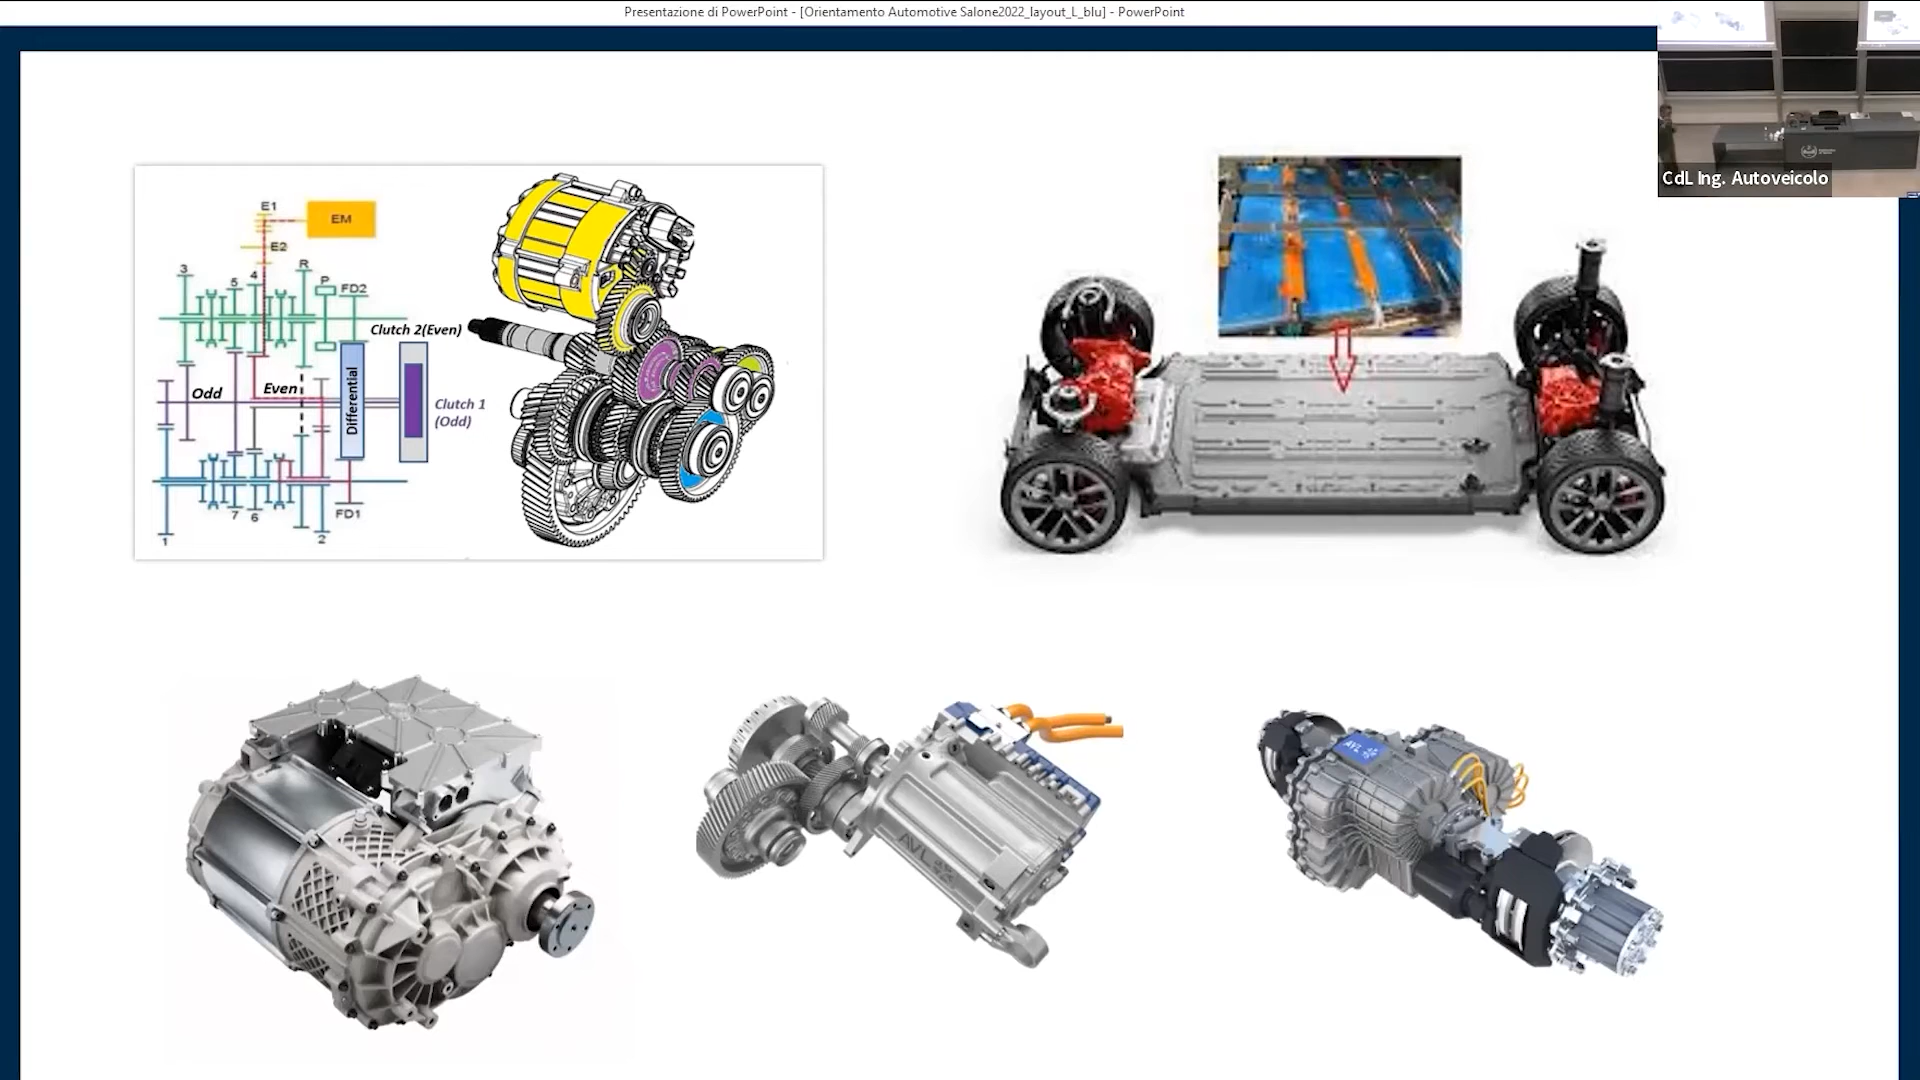 Presentazione di PowerPoint - [Orientamento Automotive Salone2022_layout_L_blu] - PowerPoint
CdL Ing. Autoveicolo
E1
EM
E2
3
5
4
R
P
FD2
Clutch 2(Even)
Odd
Even
Differential
Clutch 1
(Odd)
7
6
FD1
1
2
AVL
AVL